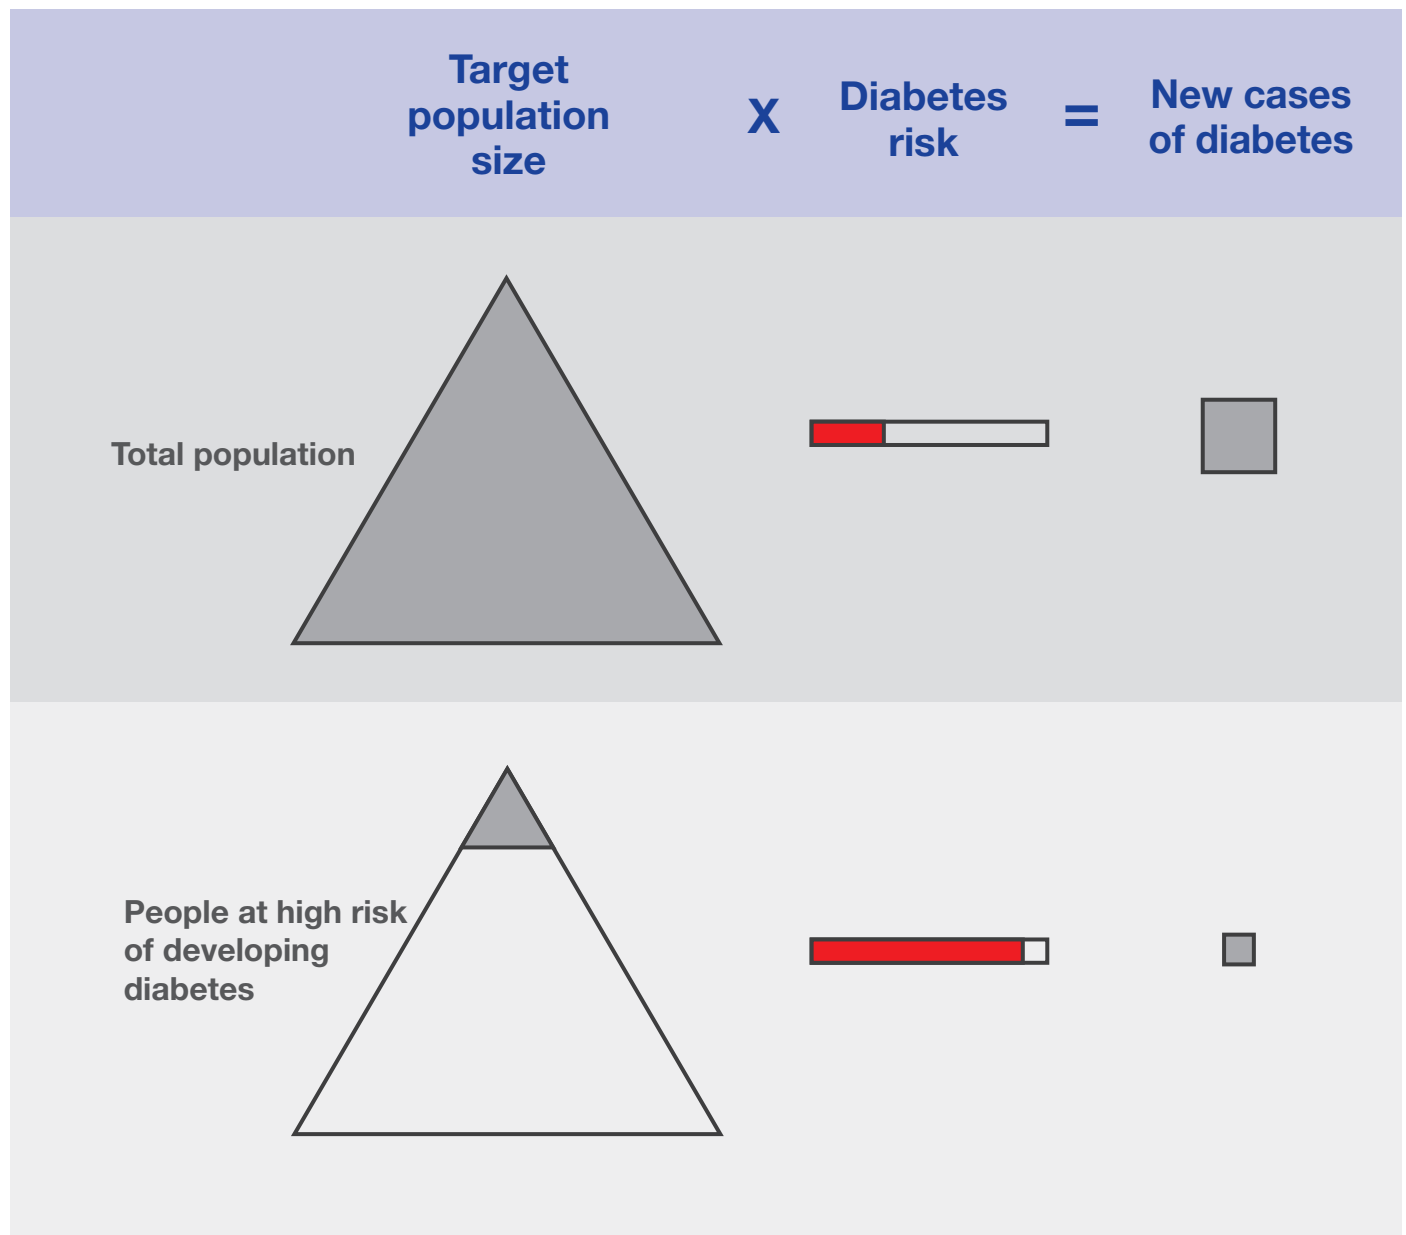 Target
population
size
X
Diabetes
risk
=
New cases
of diabetes
Total population
People at high risk
of developing
diabetes